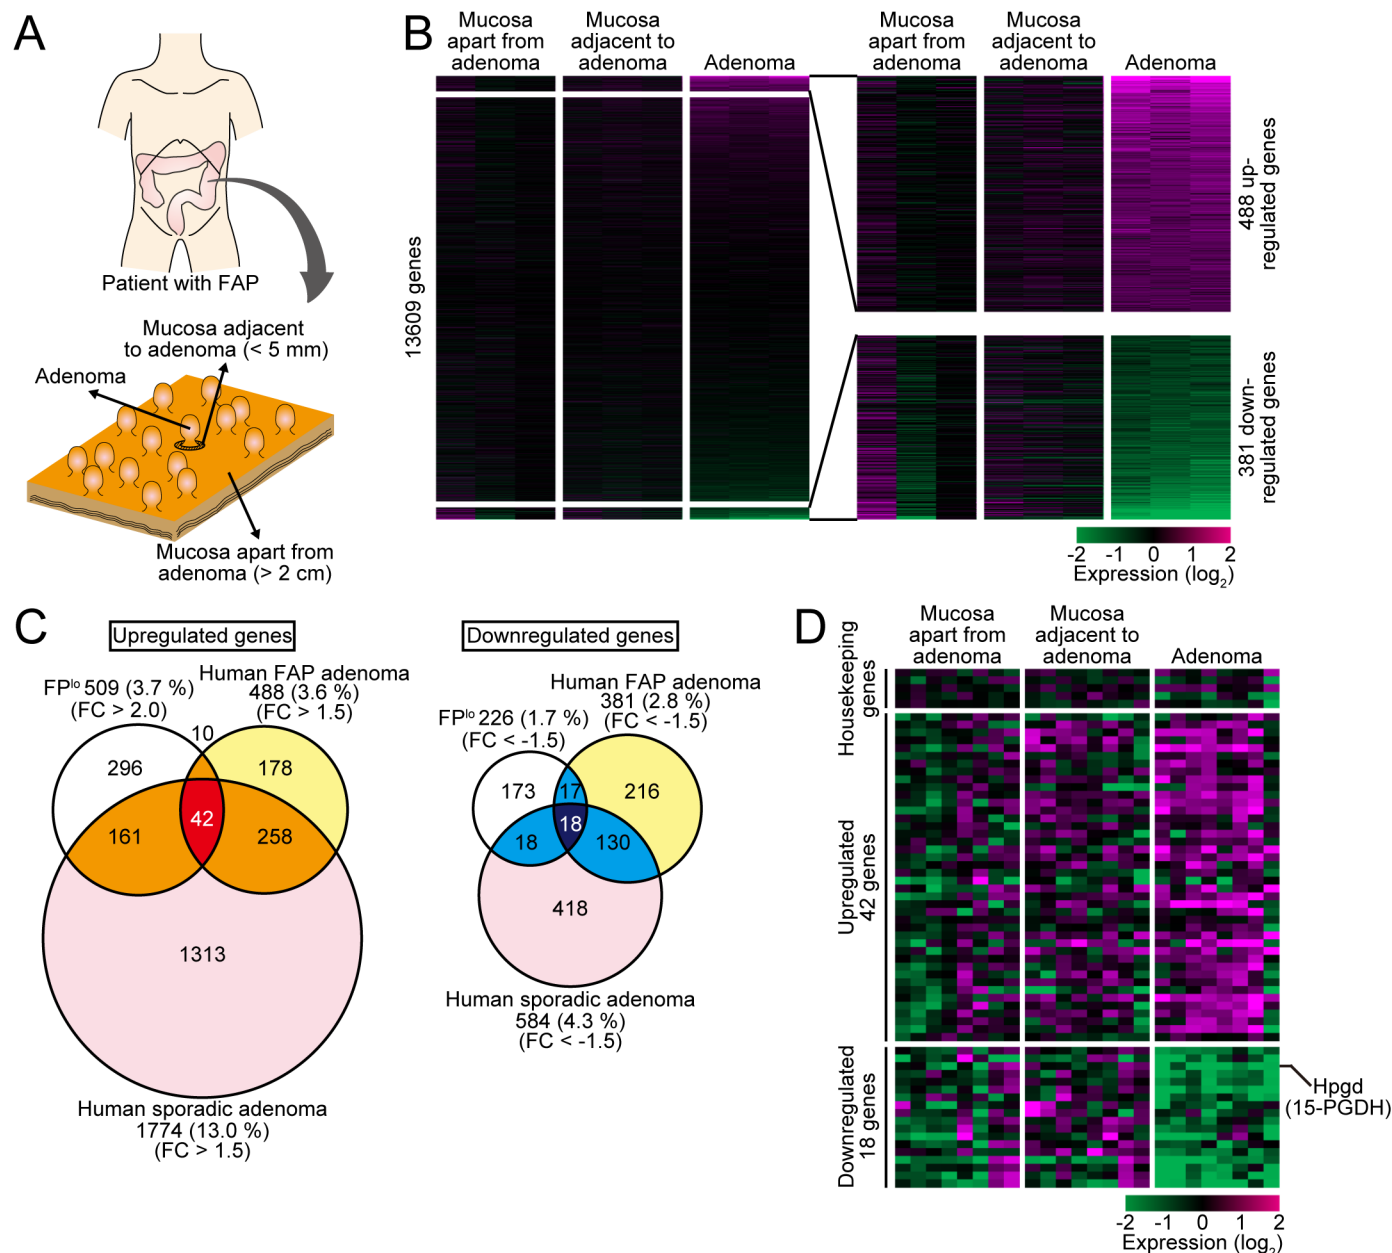 A
Patient with FAP
Mucosa adjacent
to adenoma (< 5 mm)
Adenoma
Mucosa apart from
adenoma (> 2 cm)
B
Mucosa
apart from
adenoma
Mucosa
adjacent to
adenoma
Adenoma
Mucosa
apart from
adenoma
Mucosa
adjacent to
adenoma
Adenoma
13609 genes
488 up-
regulated genes
381 down-
regulated genes
-2 -1 0 1 2
Expression (log2)
C
Upregulated genes
FPlo 509 (3.7 %)
(FC > 2.0)
Human FAP adenoma
488 (3.6 %)
(FC > 1.5)
10
296
178
42
161
258
1313
Human sporadic adenoma
1774 (13.0 %)
(FC > 1.5)
Downregulated genes
Human FAP adenoma
381 (2.8 %)
(FC < -1.5)
FPlo 226 (1.7 %)
(FC < -1.5)
173
17
216
18
18
130
418
Human sporadic adenoma
584 (4.3 %)
(FC < -1.5)
D
Mucosa
apart from
adenoma
Mucosa
adjacent to
adenoma
Adenoma
Housekeeping
genes
Upregulated
42 genes
Downregulated
18 genes
Hpgd
(15-PGDH)
-2 -1 0 1 2
Expression (log2)